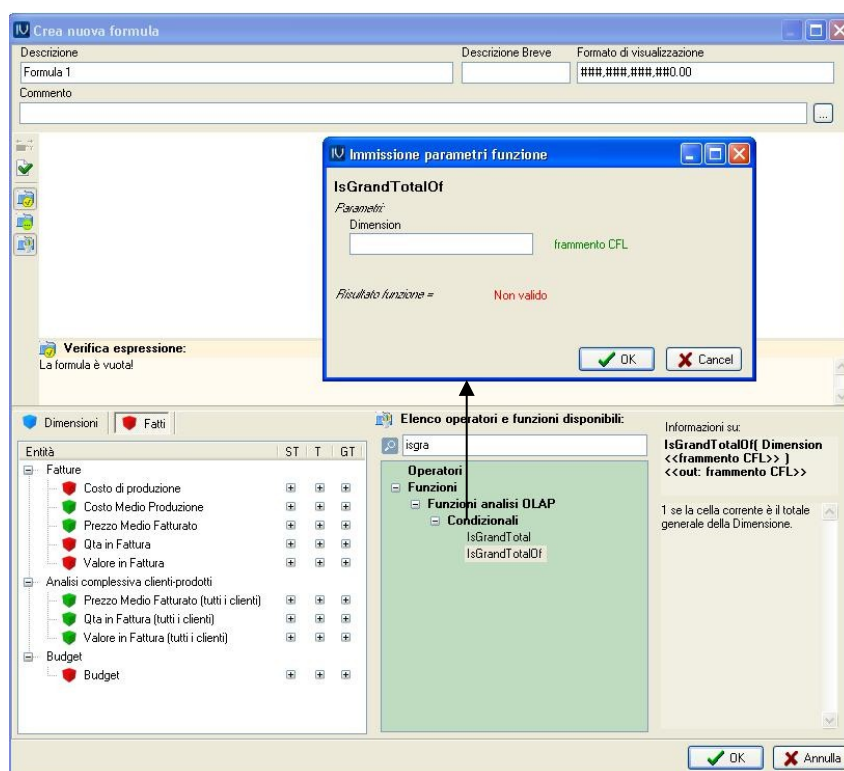 Crea nuova formula
Descrizione
Descrizione Breve
Formato di visualizzazione
Formula 1
###,###,###,##0.00
Commento
...
Immissione parametri funzione
IsGrandTotalOf
Parametri:
Dimension
frammento CFL
Risultato funzione =
Non valido
OK
Cancel
Verifica espressione:
La formula è vuota!
Dimensioni
Fatti
Entità
ST
T
GT
Fatture
Costo di produzione
Costo Medio Produzione
Prezzo Medio Fatturato
Qta in Fattura
Valore in Fattura
Analisi complessiva clienti-prodotti
Prezzo Medio Fatturato (tutti i clienti)
Qta in Fattura (tutti i clienti)
Valore in Fattura (tutti i clienti)
Budget
Budget
Elenco operatori e funzioni disponibili:
isgra
Operatori
Funzioni
Funzioni analisi OLAP
Condizionali
IsGrandTotal
IsGrandTotalOf
Informazioni su:
IsGrandTotalOf( Dimension
<<frammento CFL>> )
<<out: frammento CFL>>
1 se la cella corrente è il totale
generale della Dimensione.
OK
Annulla